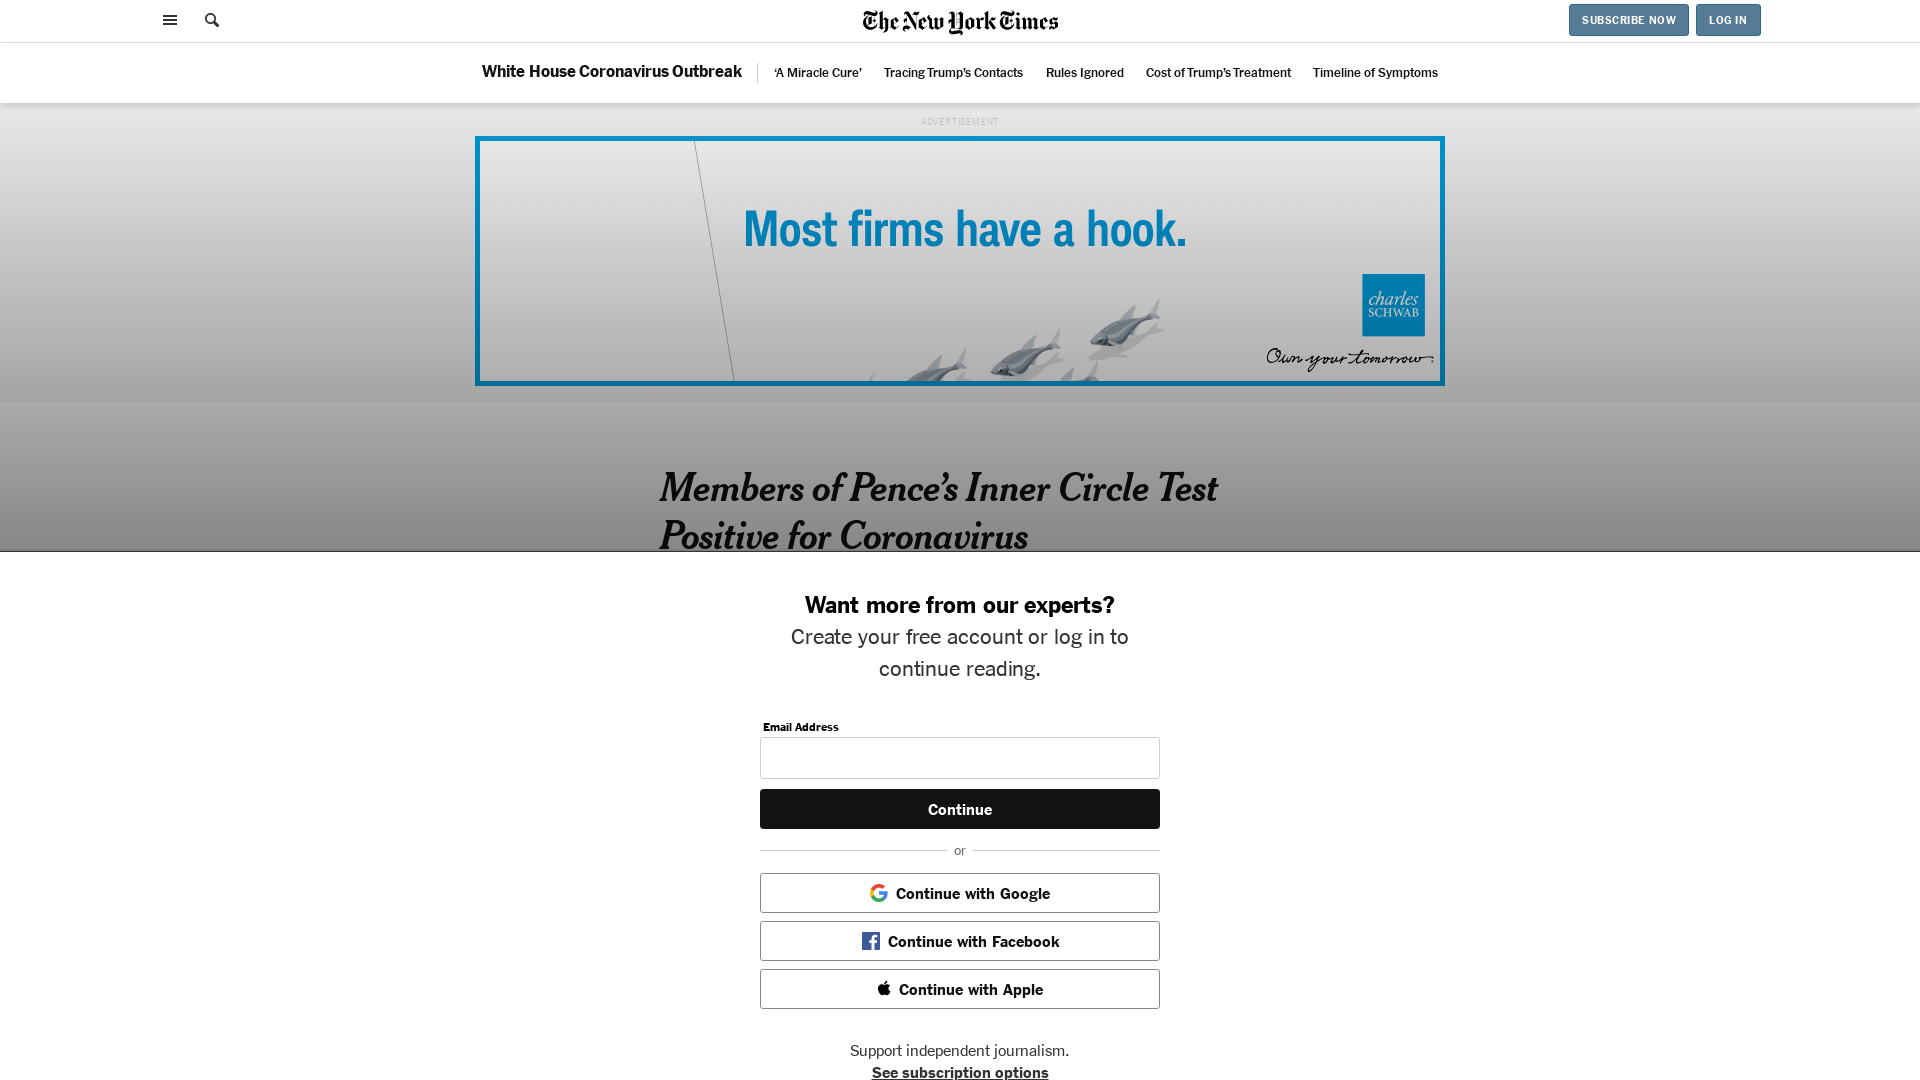 The New York Times
SUBSCRIBE NOW
LOG IN
White House Coronavirus Outbreak
‘A Miracle Cure’
Tracing Trump’s Contacts
Rules Ignored
Cost of Trump’s Treatment
Timeline of Symptoms
ADVERTISEMENT
Most firms have a hook.
charles
SCHWAB
Own your tomorrow
Members of Pence’s Inner Circle Test
Positive for Coronavirus
Want more from our experts?
Create your free account or log in to
continue reading.
Email Address
Continue
or
Continue with Google
Continue with Facebook
Continue with Apple
Support independent journalism.
See subscription options